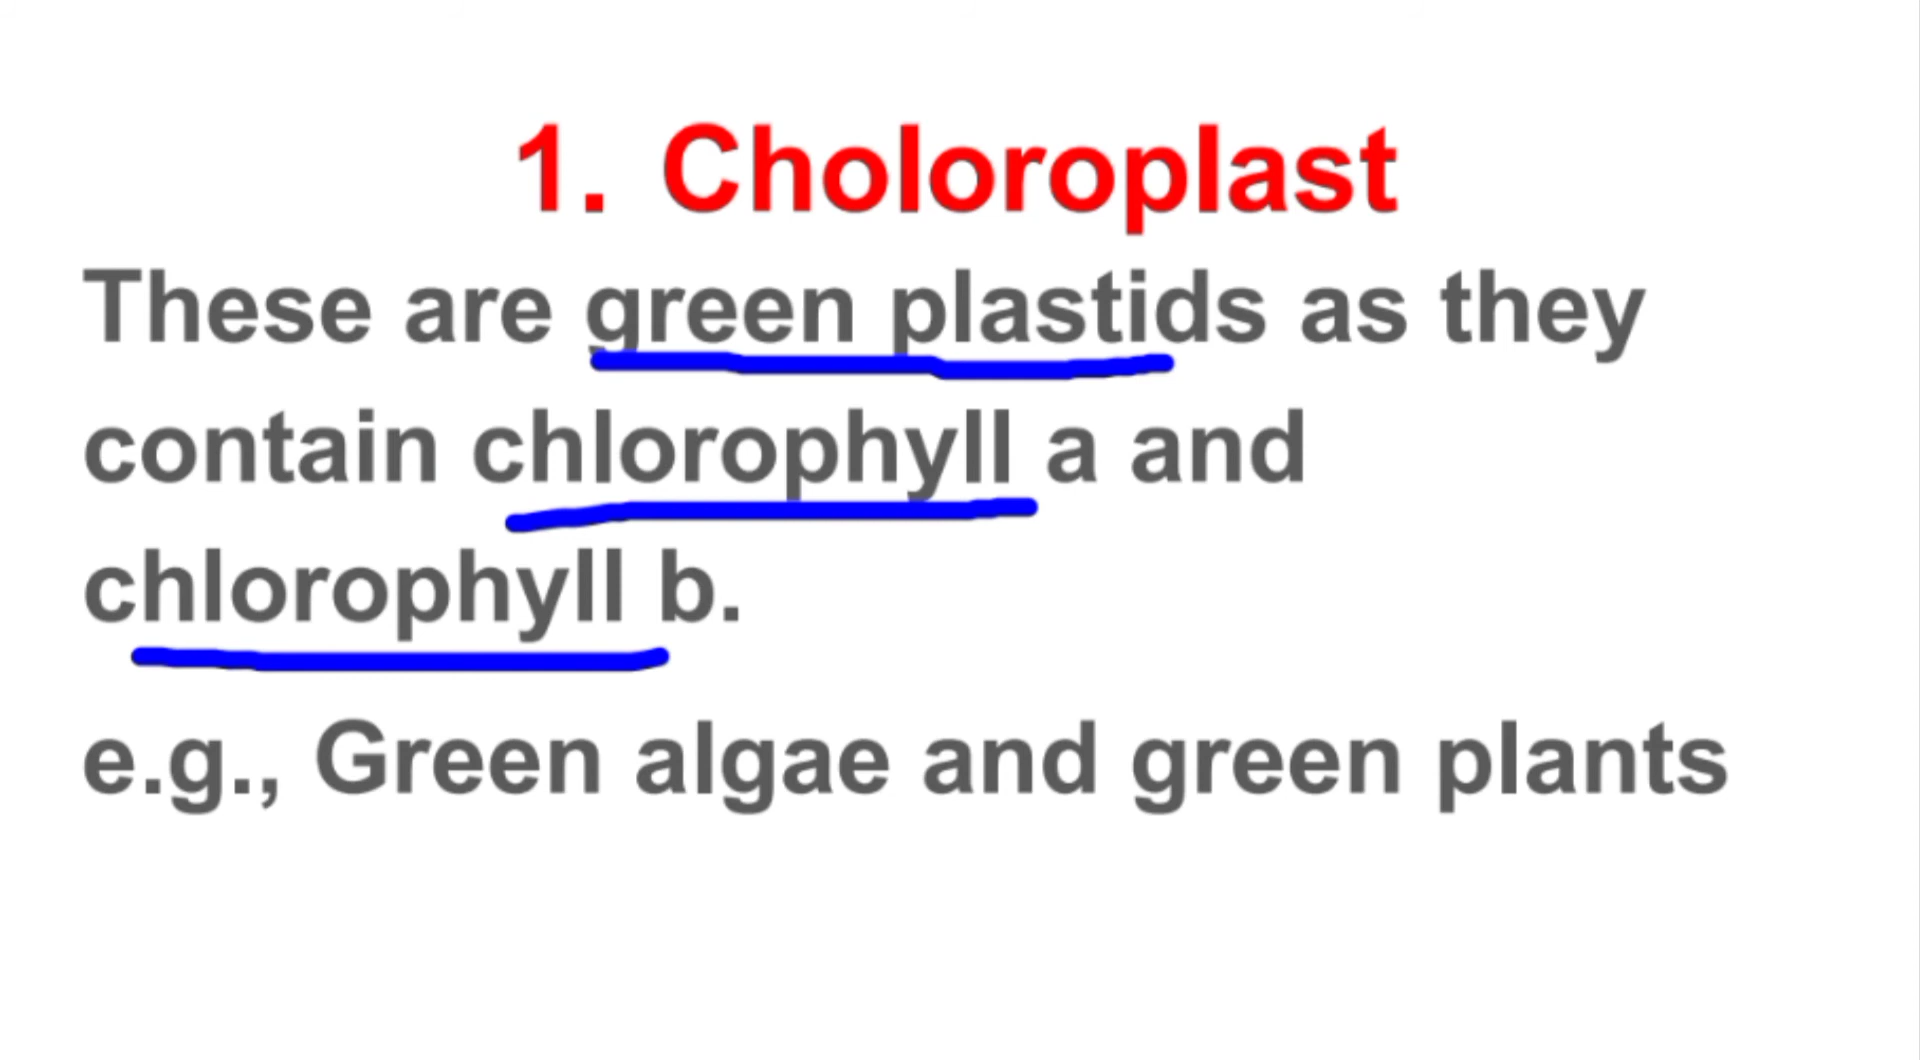 1. Choloroplast
These are green plastids as they
contain chlorophyll a and
chlorophyll b.
e.g., Green algae and green plants